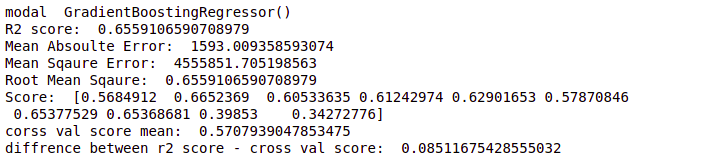 modal  GradientBoostingRegressor()
R2 score:  0.6559106590708979
Mean Absoulte Error:  1593.009358593074
Mean Sqaure Error:  4555851.705198563
Root Mean Sqaure:  0.6559106590708979
Score:  [0.5684912  0.6652369  0.60533635 0.61242974 0.62901653 0.57870846
 0.65377529 0.65368681 0.39853    0.34272776]
corss val score mean:  0.5707939047853475
diffrence between r2 score - cross val score:  0.08511675428555032